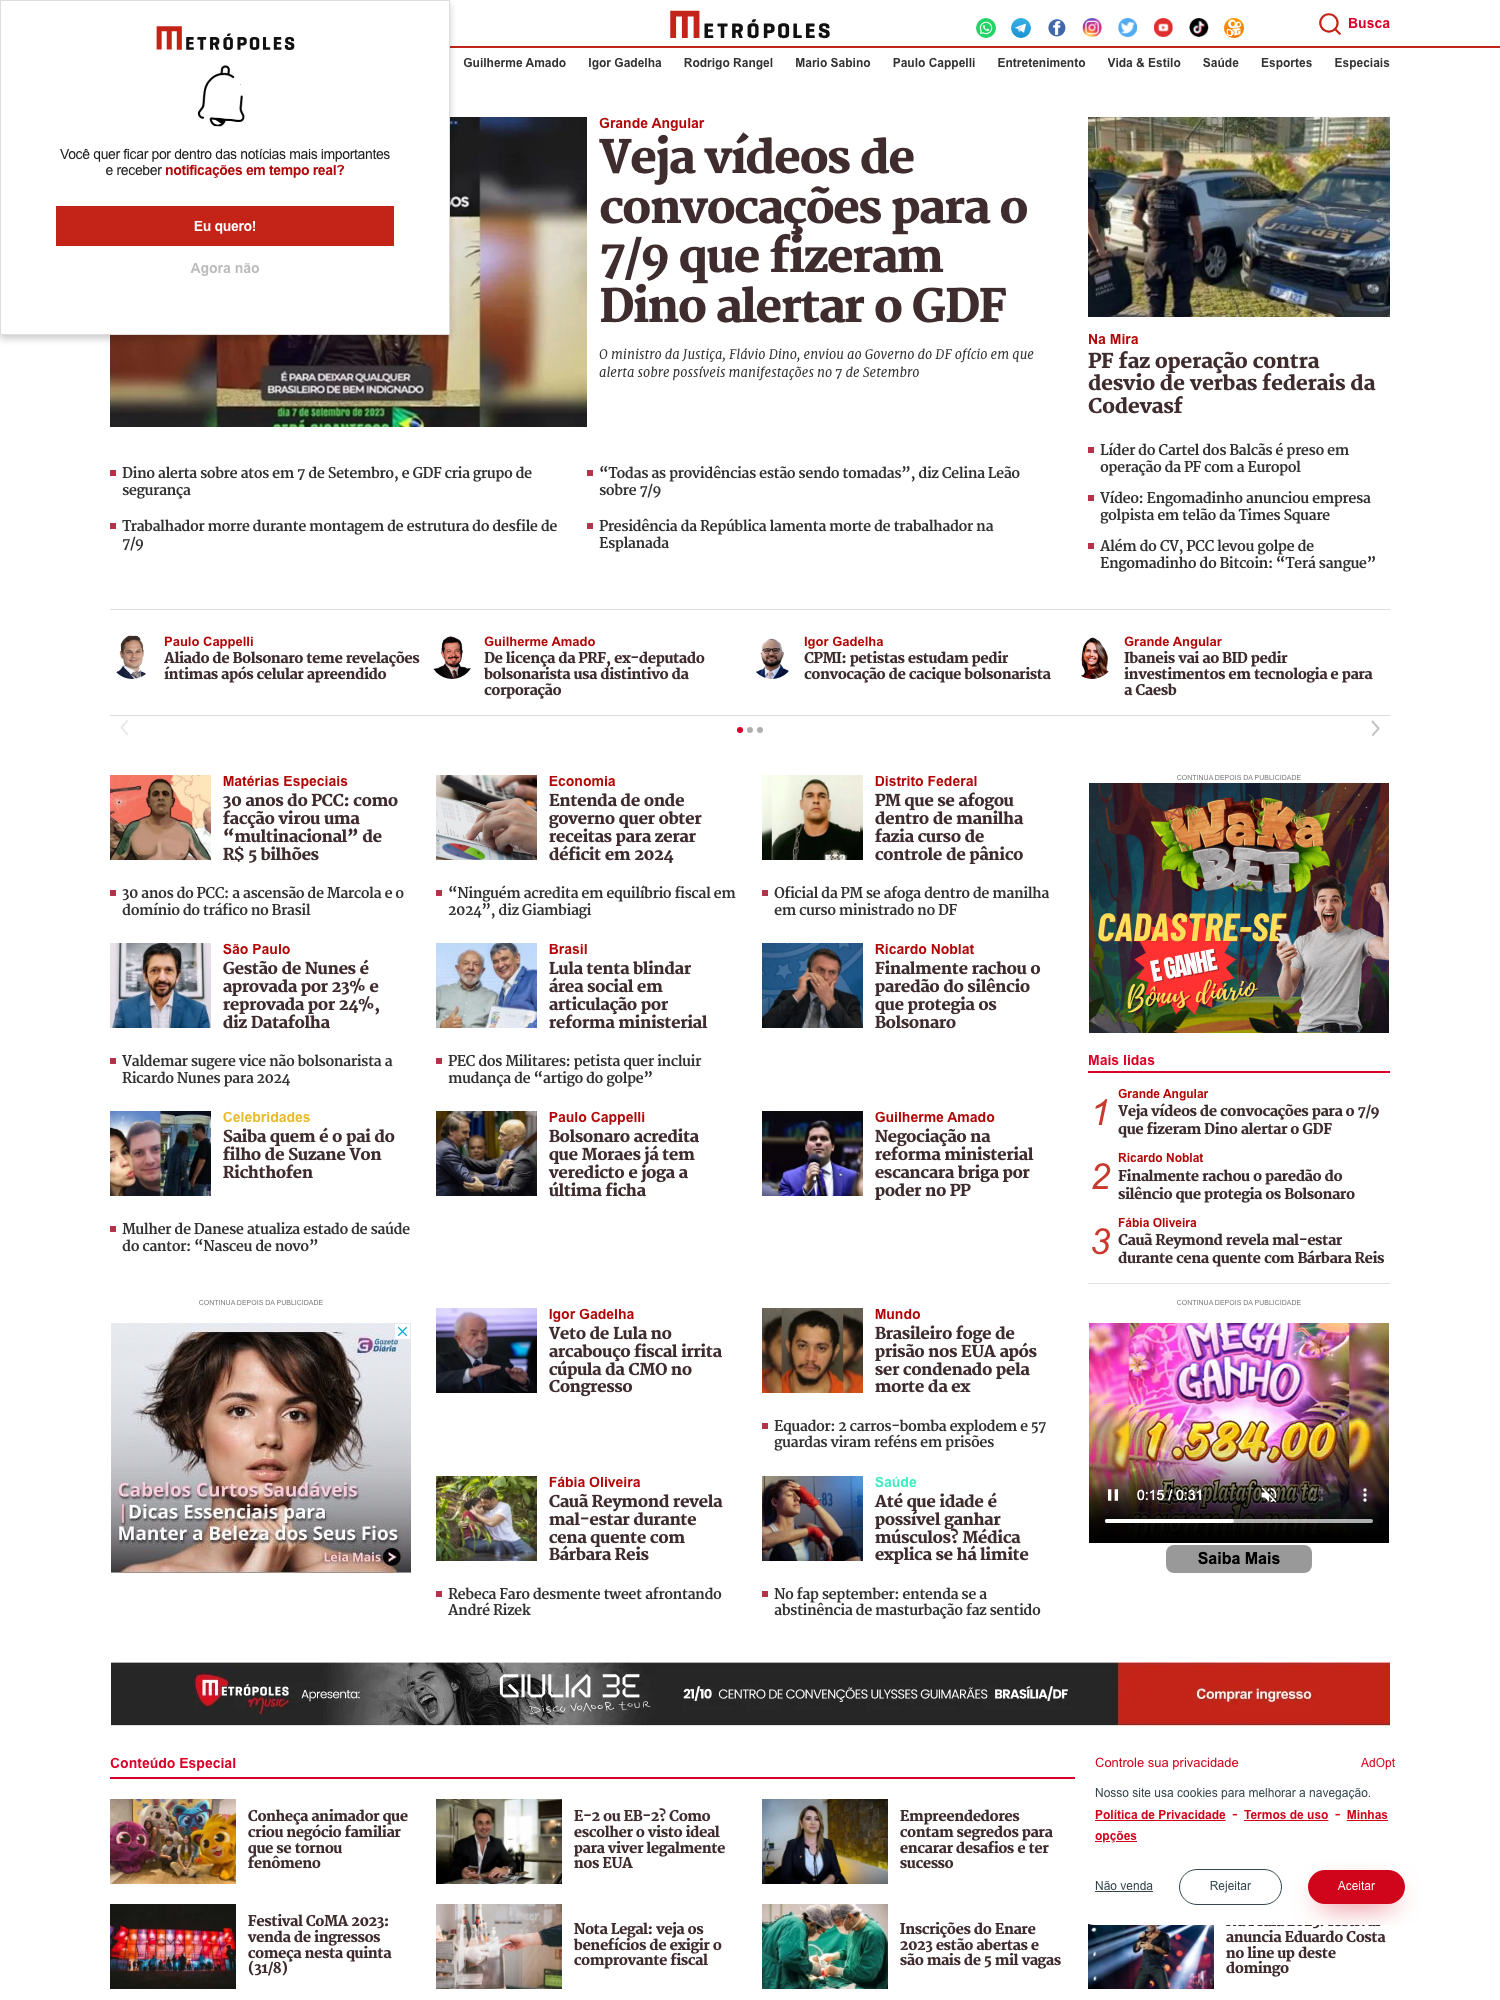 METRÓPOLES
Você quer ficar por dentro das notícias mais importantes
e receber notificações em tempo real?
Eu quero!
Agora não
METRÓPOLES
Busca
Guilherme Amado
Igor Gadelha
Rodrigo Rangel
Mario Sabino
Paulo Cappelli
Entretenimento
Vida & Estilo
Saúde
Esportes
Especiais
É PARA DEIXAR QUALQUER
BRASILEIRO DE BEM INDIGNADO
dia 7 de setembro de 2023
Grande Angular
Veja vídeos de
convocações para o
7/9 que fizeram
Dino alertar o GDF
O ministro da Justiça, Flávio Dino, enviou ao Governo do DF ofício em que
alerta sobre possíveis manifestações no 7 de Setembro
Na Mira
PF faz operação contra
desvio de verbas federais da
Codevasf
Líder do Cartel dos Balcãs é preso em
operação da PF com a Europol
Vídeo: Engomadinho anunciou empresa
golpista em telão da Times Square
Além do CV, PCC levou golpe de
Engomadinho do Bitcoin: “Terá sangue”
Dino alerta sobre atos em 7 de Setembro, e GDF cria grupo de
segurança
“Todas as providências estão sendo tomadas”, diz Celina Leão
sobre 7/9
Trabalhador morre durante montagem de estrutura do desfile de
7/9
Presidência da República lamenta morte de trabalhador na
Esplanada
Paulo Cappelli
Aliado de Bolsonaro teme revelações
íntimas após celular apreendido
Guilherme Amado
De licença da PRF, ex-deputado
bolsonarista usa distintivo da
corporação
Igor Gadelha
CPMI: petistas estudam pedir
convocação de cacique bolsonarista
Grande Angular
Ibaneis vai ao BID pedir
investimentos em tecnologia e para
a Caesb
Matérias Especiais
30 anos do PCC: como
facção virou uma
“multinacional” de
R$ 5 bilhões
30 anos do PCC: a ascensão de Marcola e o
domínio do tráfico no Brasil
Economia
Entenda de onde
governo quer obter
receitas para zerar
déficit em 2024
“Ninguém acredita em equilíbrio fiscal em
2024”, diz Giambiagi
Distrito Federal
PM que se afogou
dentro de manilha
fazia curso de
controle de pânico
Oficial da PM se afoga dentro de manilha
em curso ministrado no DF
CONTINUA DEPOIS DA PUBLICIDADE
WAKA
BET
CADASTRE-SE
E GANHE
Bônus diário
São Paulo
Gestão de Nunes é
aprovada por 23% e
reprovada por 24%,
diz Datafolha
Valdemar sugere vice não bolsonarista a
Ricardo Nunes para 2024
Brasil
Lula tenta blindar
área social em
articulação por
reforma ministerial
PEC dos Militares: petista quer incluir
mudança de “artigo do golpe”
Ricardo Noblat
Finalmente rachou o
paredão do silêncio
que protegia os
Bolsonaro
Mais lidas
1
Grande Angular
Veja vídeos de convocações para o 7/9
que fizeram Dino alertar o GDF
2
Ricardo Noblat
Finalmente rachou o paredão do
silêncio que protegia os Bolsonaro
3
Fábia Oliveira
Cauã Reymond revela mal-estar
durante cena quente com Bárbara Reis
Celebridades
Saiba quem é o pai do
filho de Suzane Von
Richthofen
Mulher de Danese atualiza estado de saúde
do cantor: “Nasceu de novo”
Paulo Cappelli
Bolsonaro acredita
que Moraes já tem
veredicto e joga a
última ficha
Guilherme Amado
Negociação na
reforma ministerial
escancara briga por
poder no PP
CONTINUA DEPOIS DA PUBLICIDADE
Gazeta
Diária
Cabelos Curtos Saudáveis
|Dicas Essenciais para
Manter a Beleza dos Seus Fios
Leia Mais
Igor Gadelha
Veto de Lula no
arcabouço fiscal irrita
cúpula da CMO no
Congresso
Mundo
Brasileiro foge de
prisão nos EUA após
ser condenado pela
morte da ex
Equador: 2 carros-bomba explodem e 57
guardas viram reféns em prisões
CONTINUA DEPOIS DA PUBLICIDADE
MEGA
GANHO
1.584,00
0:15 / 0:31
Saiba Mais
Fábia Oliveira
Cauã Reymond revela
mal-estar durante
cena quente com
Bárbara Reis
Rebeca Faro desmente tweet afrontando
André Rizek
Saúde
Até que idade é
possível ganhar
músculos? Médica
explica se há limite
No fap september: entenda se a
abstinência de masturbação faz sentido
METRÓPOLES
music
Apresenta:
GIULIA BE
DISCO VOADOR TOUR
21/10 CENTRO DE CONVENÇÕES ULYSSES GUIMARÃES BRASÍLIA/DF
Comprar ingresso
Conteúdo Especial
Conheça animador que
criou negócio familiar
que se tornou
fenômeno
E-2 ou EB-2? Como
escolher o visto ideal
para viver legalmente
nos EUA
Empreendedores
contam segredos para
encarar desafios e ter
sucesso
Controle sua privacidade
AdOpt
Nosso site usa cookies para melhorar a navegação.
Política de Privacidade - Termos de uso - Minhas
opções
Não venda
Rejeitar
Aceitar
Festival CoMA 2023:
venda de ingressos
começa nesta quinta
(31/8)
Nota Legal: veja os
benefícios de exigir o
comprovante fiscal
Inscrições do Enare
2023 estão abertas e
são mais de 5 mil vagas
anuncia Eduardo Costa
no line up deste
domingo